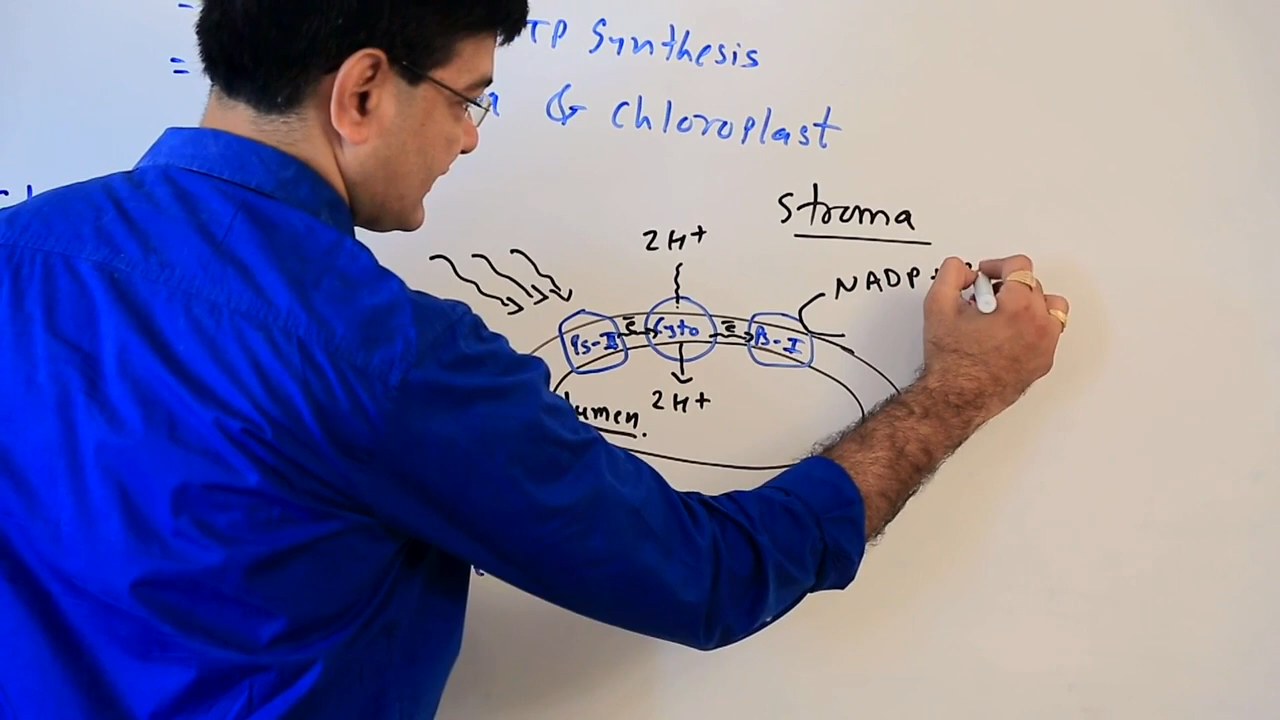 TP Synthesis
& Chloroplast
Stroma
2H+
NADP +
Ps-II e Cyto e Ps-I
2H+
lumen.